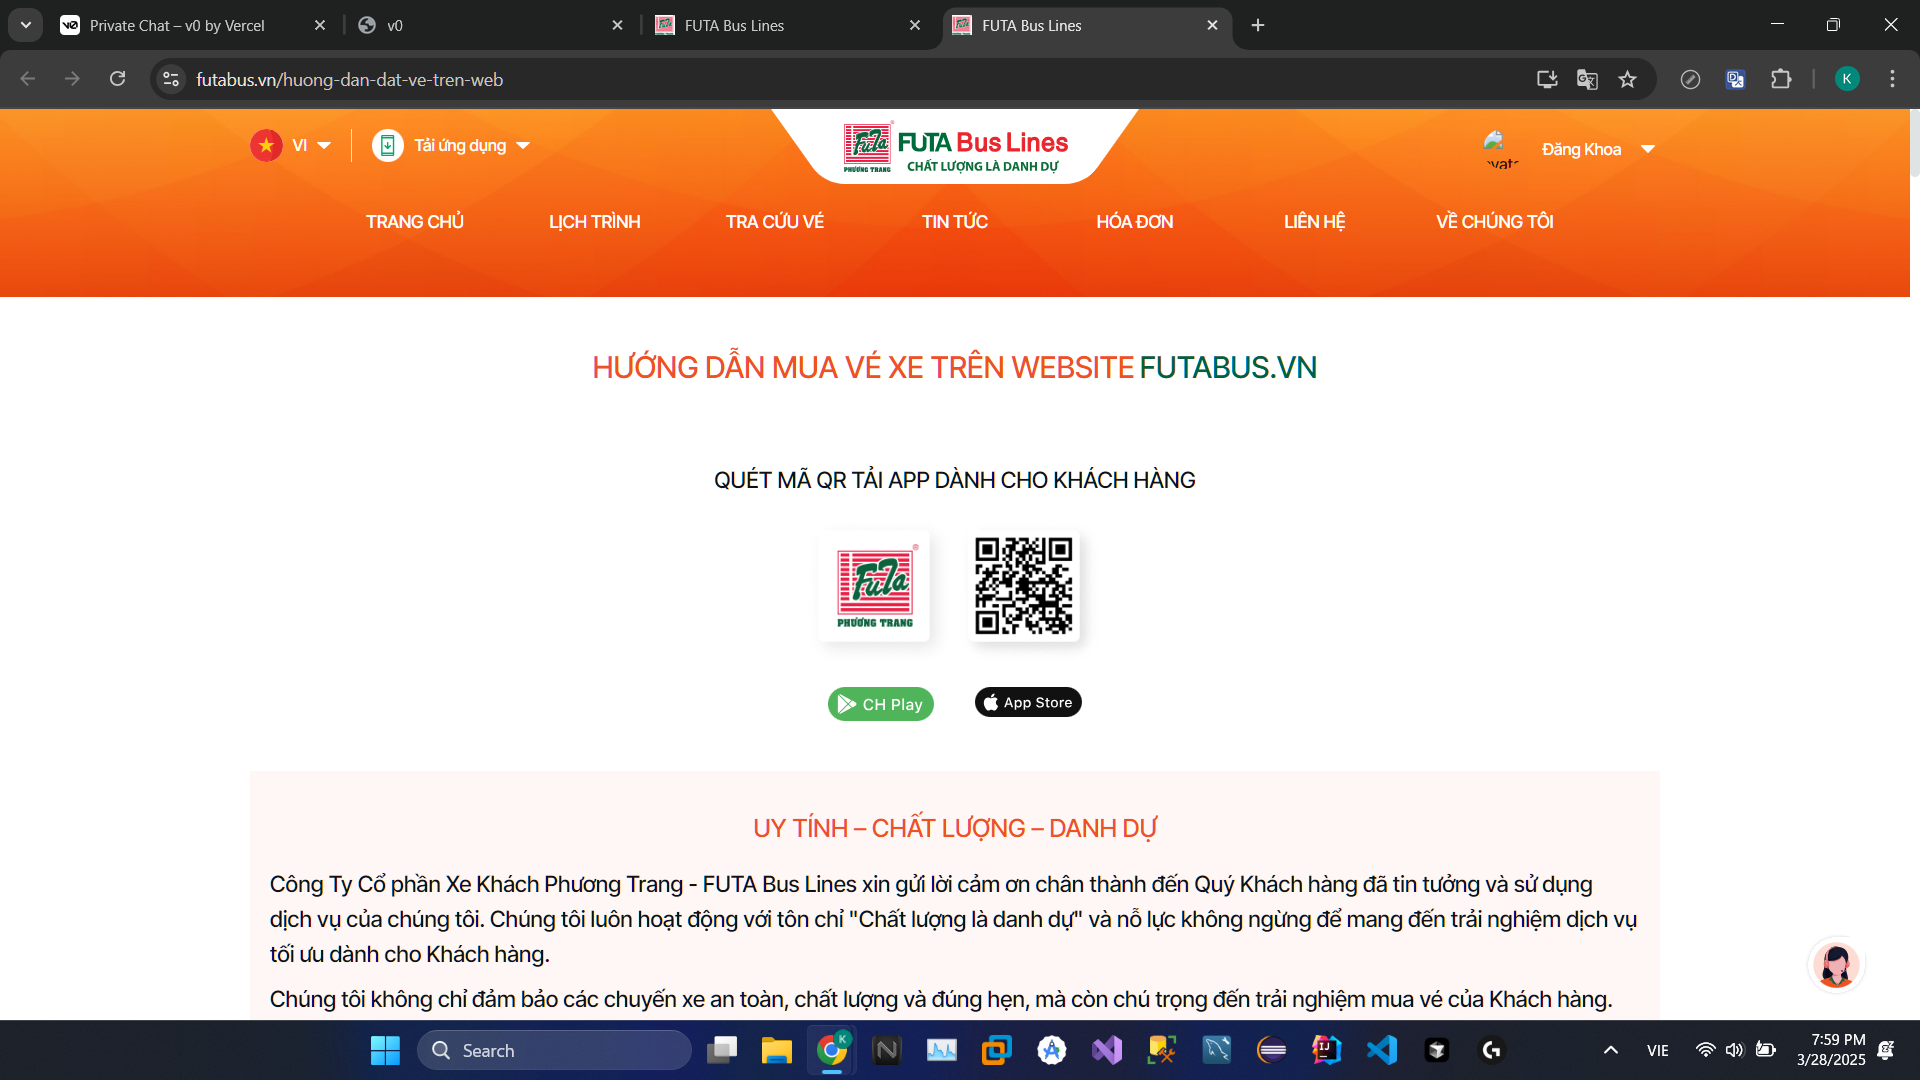 Private Chat – v0 by Vercel
v0
FUTA Bus Lines
FUTA Bus Lines
futabus.vn/huong-dan-dat-ve-tren-web
K
VI
Tải ứng dụng
FUTA Bus Lines
CHẤT LƯỢNG LÀ DANH DỰ
PHƯƠNG TRANG
Đăng Khoa
TRANG CHỦ
LỊCH TRÌNH
TRA CỨU VÉ
TIN TỨC
HÓA ĐƠN
LIÊN HỆ
VỀ CHÚNG TÔI
HƯỚNG DẪN MUA VÉ XE TRÊN WEBSITE FUTABUS.VN
QUÉT MÃ QR TẢI APP DÀNH CHO KHÁCH HÀNG
FuTa
PHƯƠNG TRANG
CH Play
App Store
UY TÍNH – CHẤT LƯỢNG – DANH DỰ
Công Ty Cổ phần Xe Khách Phương Trang - FUTA Bus Lines xin gửi lời cảm ơn chân thành đến Quý Khách hàng đã tin tưởng và sử dụng
dịch vụ của chúng tôi. Chúng tôi luôn hoạt động với tôn chỉ "Chất lượng là danh dự" và nỗ lực không ngừng để mang đến trải nghiệm dịch vụ
tối ưu dành cho Khách hàng.
Chúng tôi không chỉ đảm bảo các chuyến xe an toàn, chất lượng và đúng hẹn, mà còn chú trọng đến trải nghiệm mua vé của Khách hàng.
Search
VIE
7:59 PM
3/28/2025